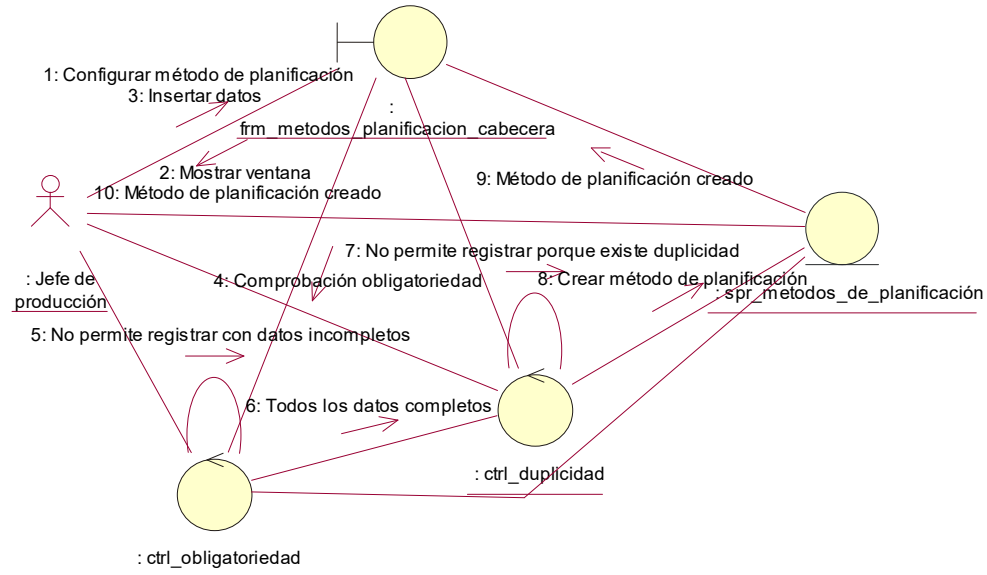 1: Configurar método de planificación
3: Insertar datos
:
frm_metodos_planificacion_cabecera
2: Mostrar ventana
10: Método de planificación creado
9: Método de planificación creado
7: No permite registrar porque existe duplicidad
4: Comprobación obligatoriedad
8: Crear método de planificación
: Jefe de
producción
: spr_metodos_de_planificación
5: No permite registrar con datos incompletos
6: Todos los datos completos
: ctrl_duplicidad
: ctrl_obligatoriedad